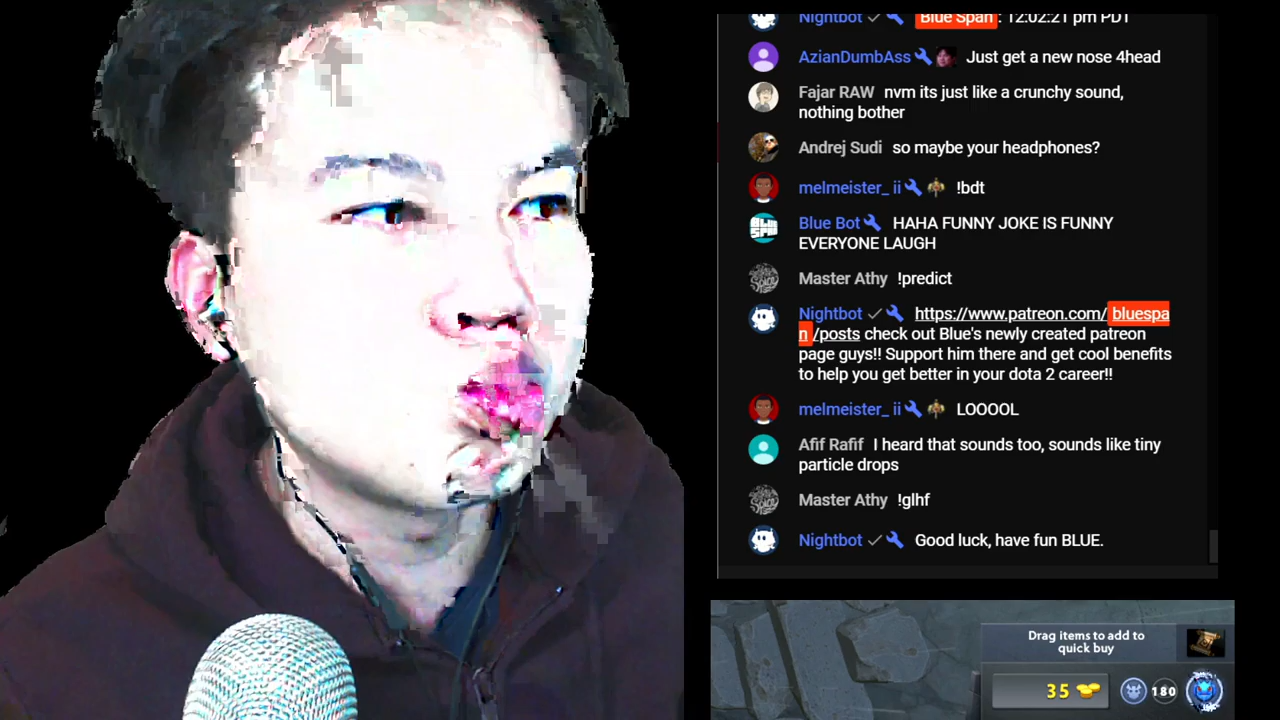 Nightbot Blue Span : 12:02:21 pm PDT
AzianDumbAss Just get a new nose 4head
Fajar RAW nvm its just like a crunchy sound,
nothing bother
Andrej Sudi so maybe your headphones?
melmeister_ ii !bdt
Blue Bot HAHA FUNNY JOKE IS FUNNY
EVERYONE LAUGH
Master Athy !predict
Nightbot https://www.patreon.com/ bluespa
n /posts check out Blue's newly created patreon
page guys!! Support him there and get cool benefits
to help you get better in your dota 2 career!!
melmeister_ ii LOOOOL
Afif Rafif I heard that sounds too, sounds like tiny
particle drops
Master Athy !glhf
Nightbot Good luck, have fun BLUE.
Drag items to add to
quick buy
35
180